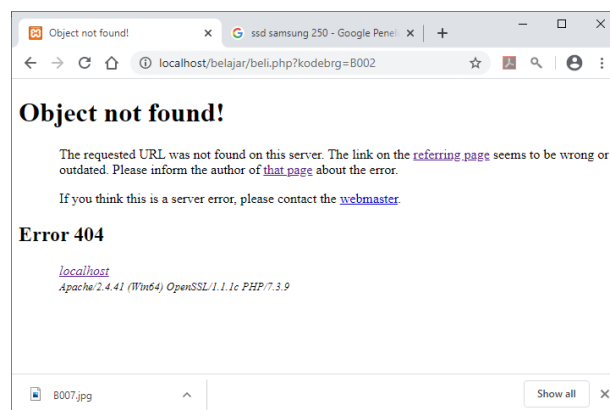 Object not found!
ssd samsung 250 - Google Penel
localhost/belajar/beli.php?kodebrg=B002
Object not found!
The requested URL was not found on this server. The link on the referring page seems to be wrong or
outdated. Please inform the author of that page about the error.
If you think this is a server error, please contact the webmaster.
Error 404
localhost
Apache/2.4.41 (Win64) OpenSSL/1.1.1c PHP/7.3.9
B007.jpg
Show all